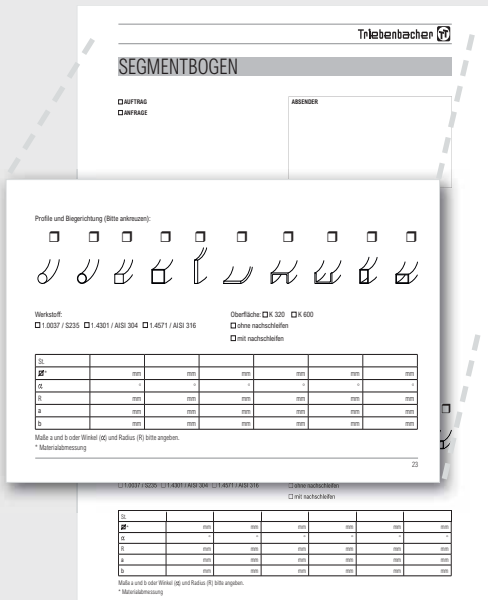 Triebenbacher
SEGMENTBOGEN
AUFTRAG
ANFRAGE
ABSENDER
Profile und Biegerichtung (Bitte ankreuzen):
Werkstoff:
1.0037 / S235 1.4301 / AISI 304 1.4571 / AISI 316
Oberfläche: K 320 K 600
ohne nachschleifen
mit nachschleifen
St.
* mm mm mm mm mm mm
α ° ° ° ° ° °
R mm mm mm mm mm mm
a mm mm mm mm mm mm
b mm mm mm mm mm mm
Maße a und b oder Winkel (α) und Radius (R) bitte angeben.
* Materialabmessung
23
1.0037 / S235 1.4301 / AISI 304 1.4571 / AISI 316
ohne nachschleifen
mit nachschleifen
St.
* mm mm mm mm mm mm
α ° ° ° ° ° °
R mm mm mm mm mm mm
a mm mm mm mm mm mm
b mm mm mm mm mm mm
Maße a und b oder Winkel (α) und Radius (R) bitte angeben.
* Materialabmessung